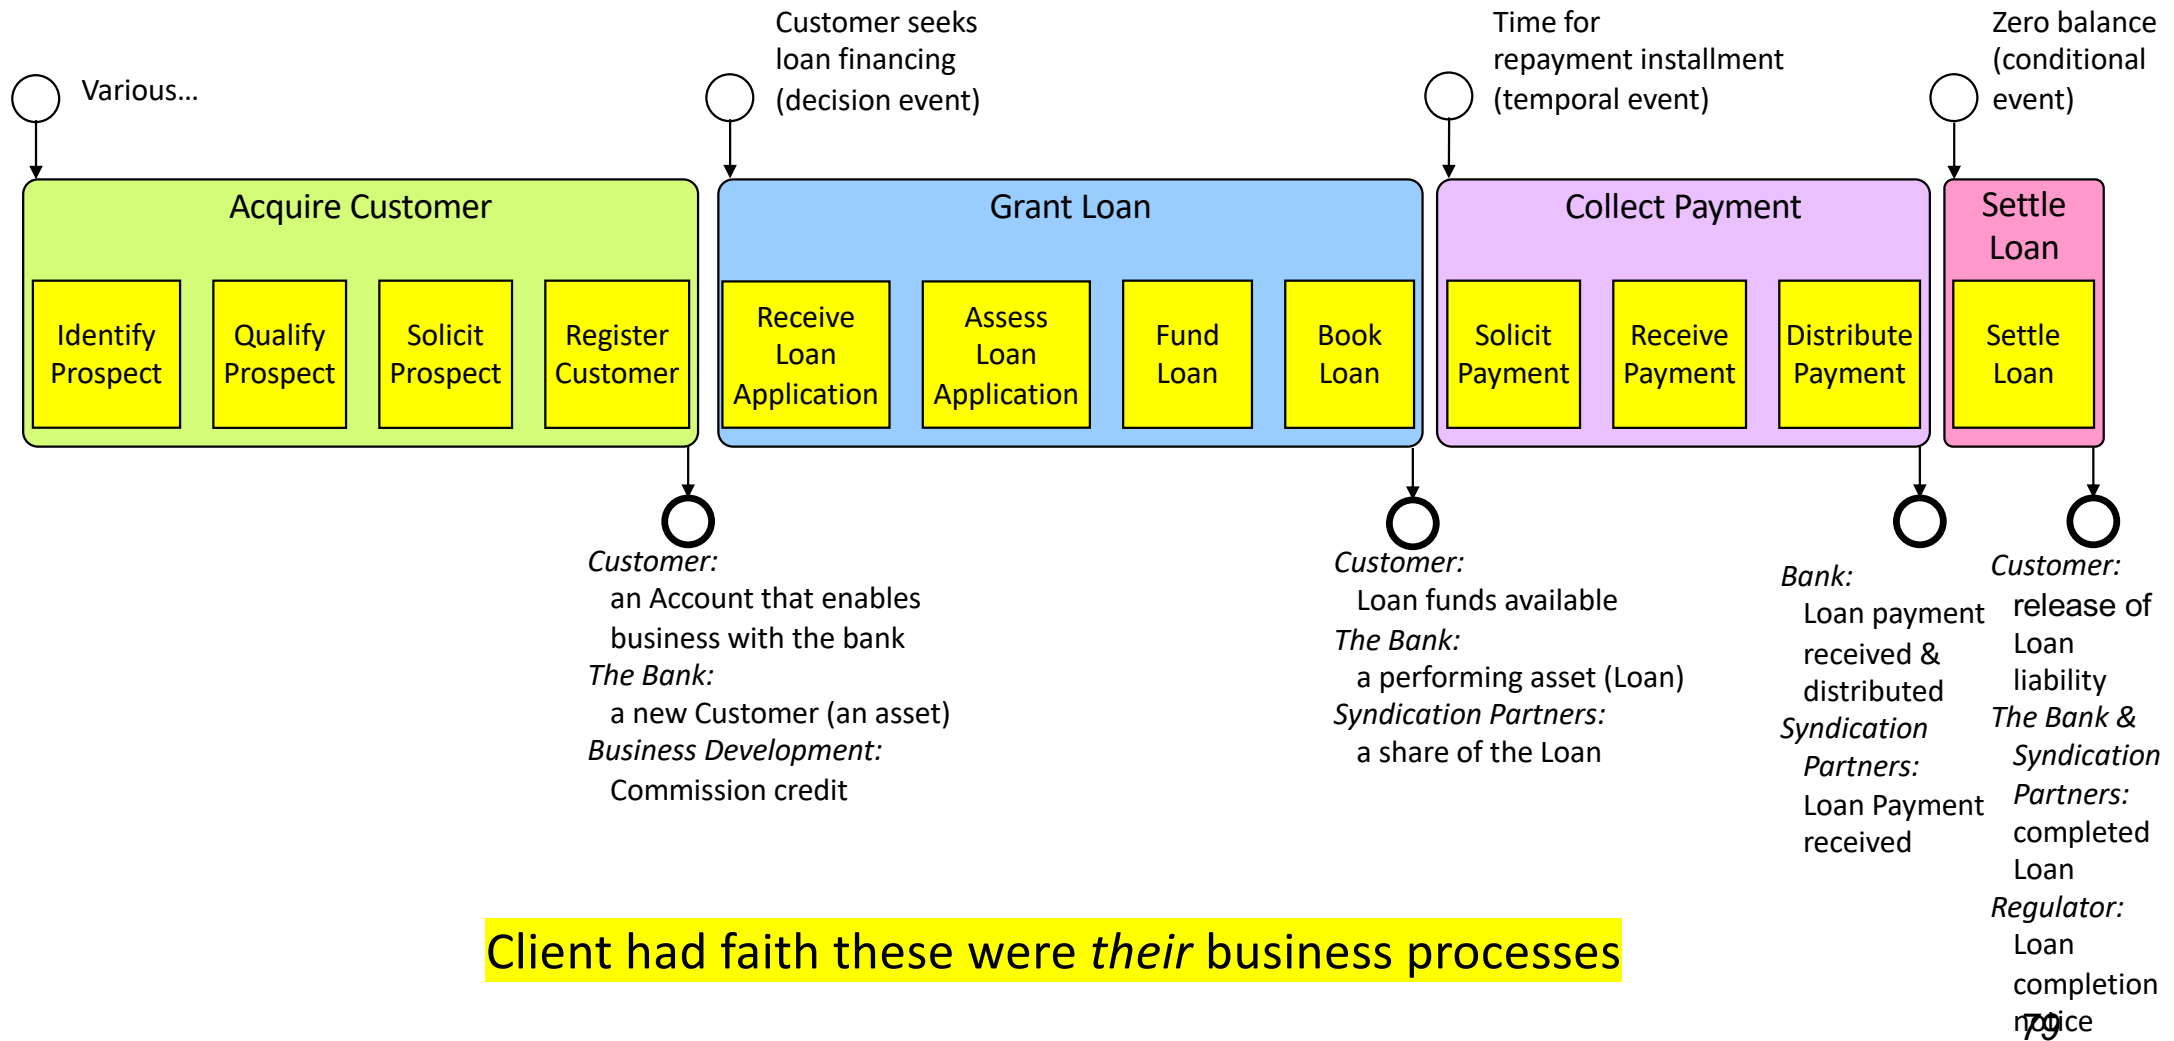 Various...
Customer seeks
loan financing
(decision event)
Time for
repayment installment
(temporal event)
Zero balance
(conditional
event)
Acquire Customer
Identify
Prospect
Qualify
Prospect
Solicit
Prospect
Register
Customer
Grant Loan
Receive
Loan
Application
Assess
Loan
Application
Fund
Loan
Book
Loan
Collect Payment
Solicit
Payment
Receive
Payment
Distribute
Payment
Settle
Loan
Settle
Loan
Customer:
an Account that enables
business with the bank
The Bank:
a new Customer (an asset)
Business Development:
Commission credit
Customer:
Loan funds available
The Bank:
a performing asset (Loan)
Syndication Partners:
a share of the Loan
Bank:
Loan payment
received &
distributed
Syndication
Partners:
Loan Payment
received
Customer:
release of
Loan
liability
The Bank &
Syndication
Partners:
completed
Loan
Regulator:
Loan
completion
notice
Client had faith these were their business processes
79